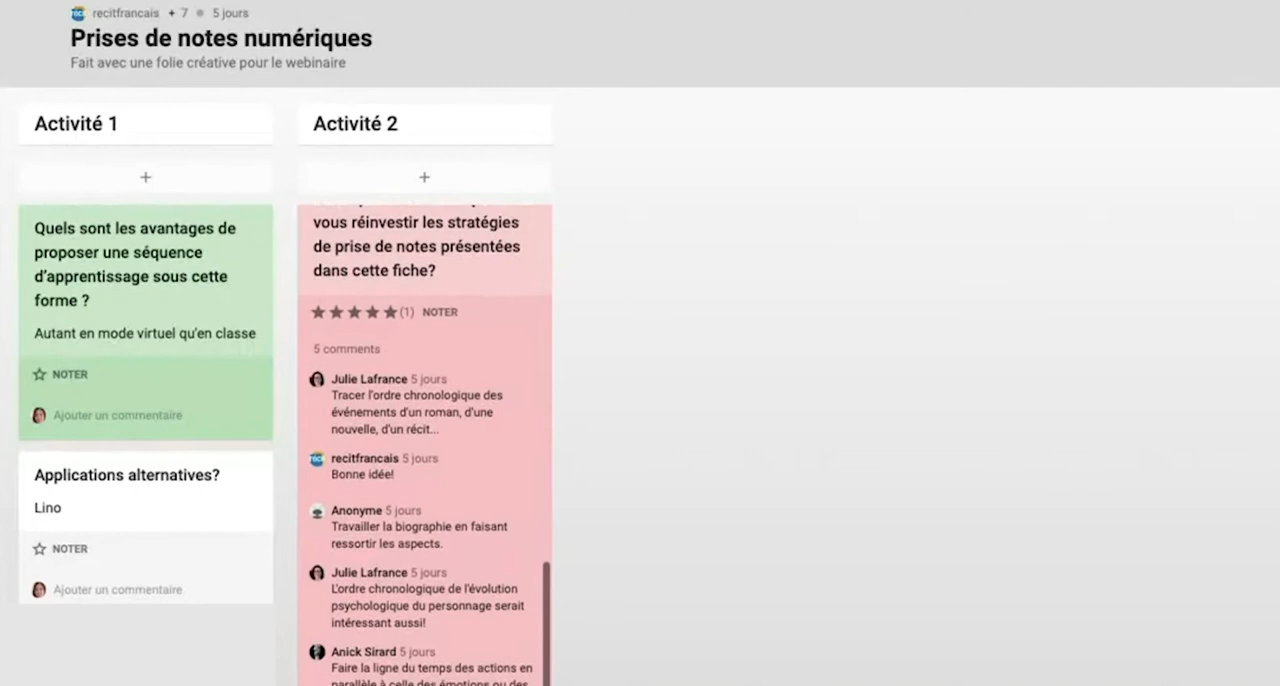 recitfrancais + 7 5 jours
Prises de notes numériques
Fait avec une folie créative pour le webinaire
Activité 1
+
Quels sont les avantages de
proposer une séquence
d'apprentissage sous cette
forme ?
Autant en mode virtuel qu'en classe
NOTER
Ajouter un commentaire
Applications alternatives?
Lino
NOTER
Ajouter un commentaire
Activité 2
+
vous réinvestir les stratégies
de prise de notes présentées
dans cette fiche?
(1) NOTER
5 comments
Julie Lafrance 5 jours
Tracer l'ordre chronologique des
événements d'un roman, d'une
nouvelle, d'un récit...
recitfrancais 5 jours
Bonne idée!
Anonyme 5 jours
Travailler la biographie en faisant
ressortir les aspects.
Julie Lafrance 5 jours
L'ordre chronologique de l'évolution
psychologique du personnage serait
intéressant aussi!
Anick Sirard 5 jours
Faire la ligne du temps des actions en
parallèle à celle des émotions ou des